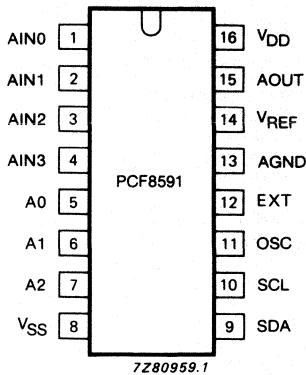 AIN0 1 16 VDD
AIN1 2 15 AOUT
AIN2 3 14 VREF
AIN3 4 13 AGND
PCF8591
A0 5 12 EXT
A1 6 11 OSC
A2 7 10 SCL
VSS 8 9 SDA
7Z80959.1